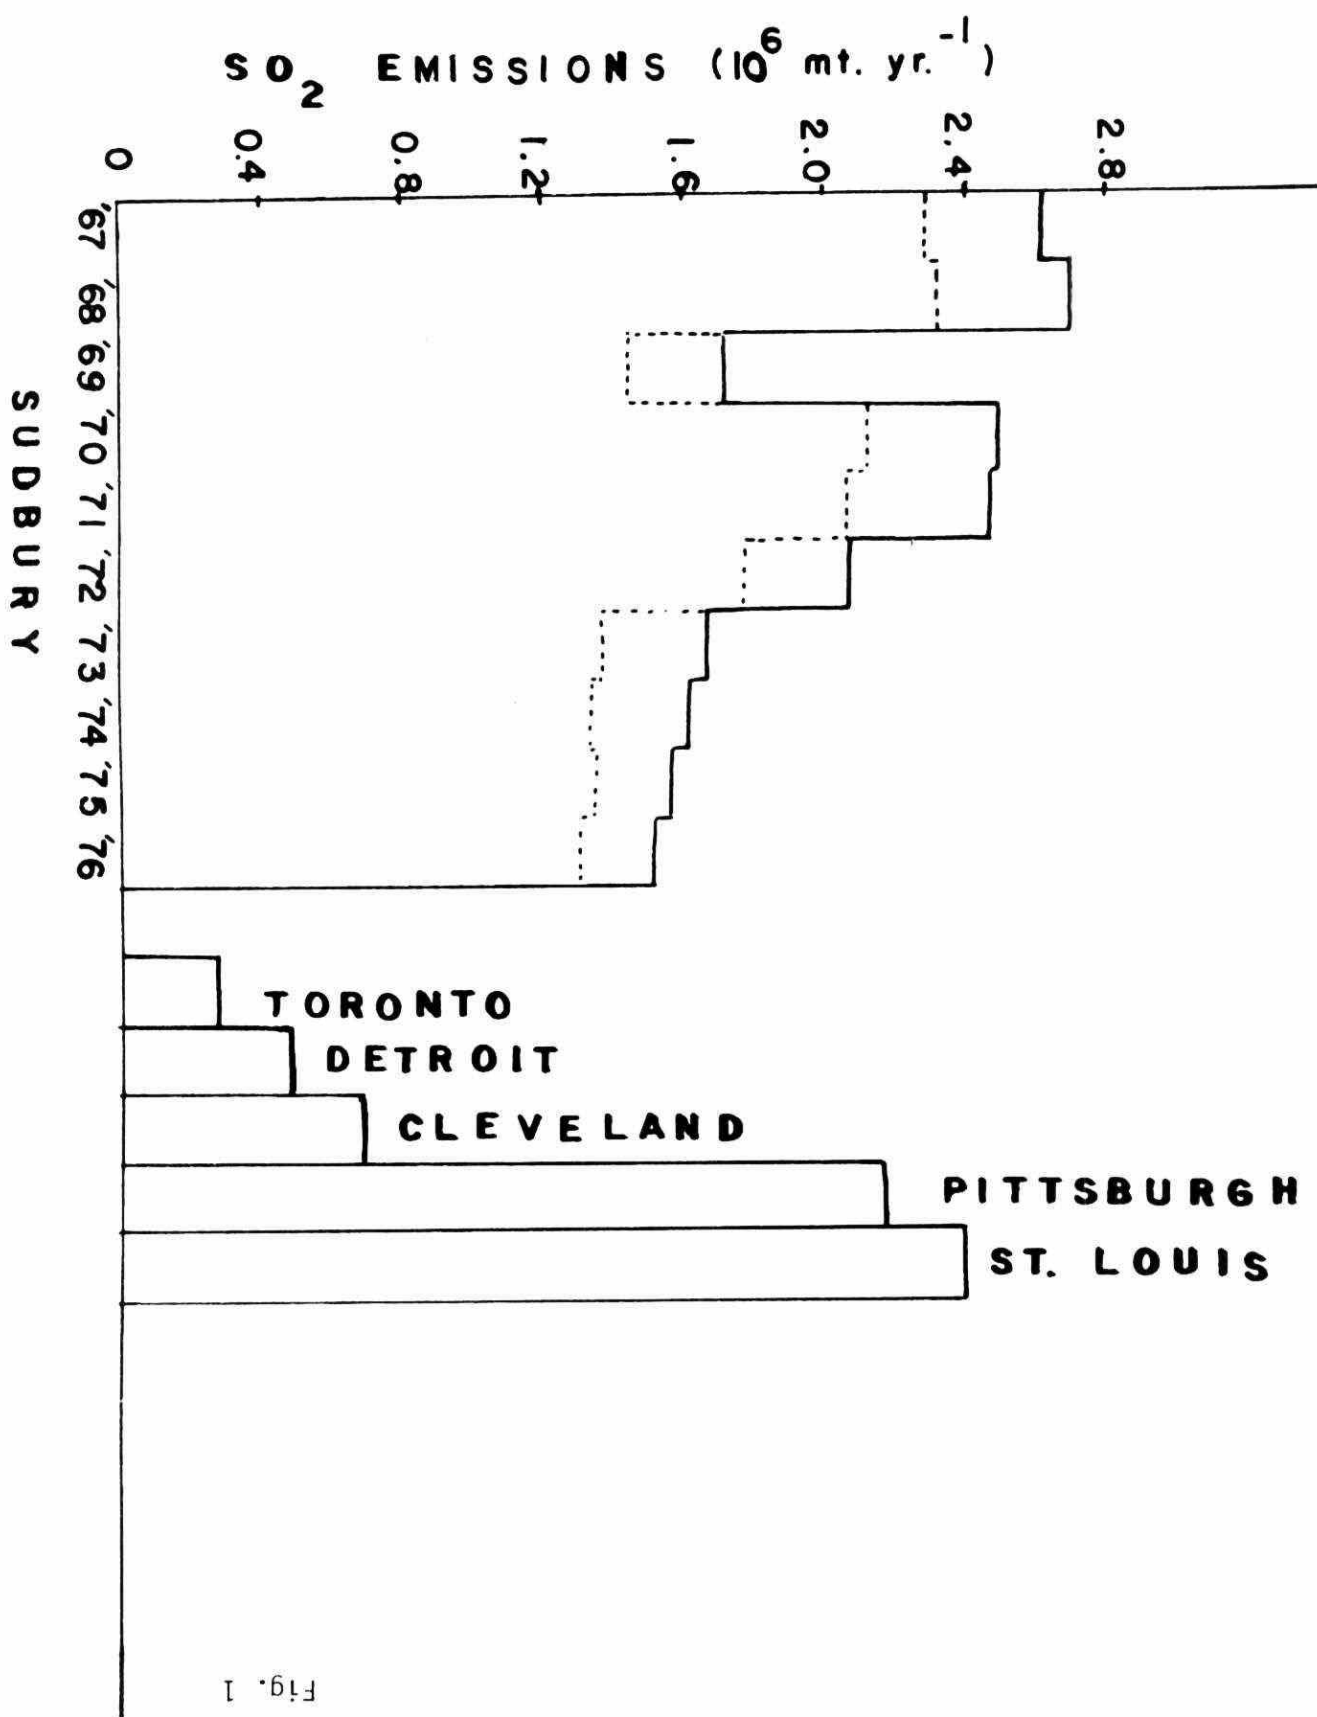 SO2 EMISSIONS (10^6 mt. yr.^-1)
0 0.4 0.8 1.2 1.6 2.0 2.4 2.8
'67 '68 '69 '70 '71 '72 '73 '74 '75 '76
SUDBURY
TORONTO
DETROIT
CLEVELAND
PITTSBURGH
ST. LOUIS
Fig. 1